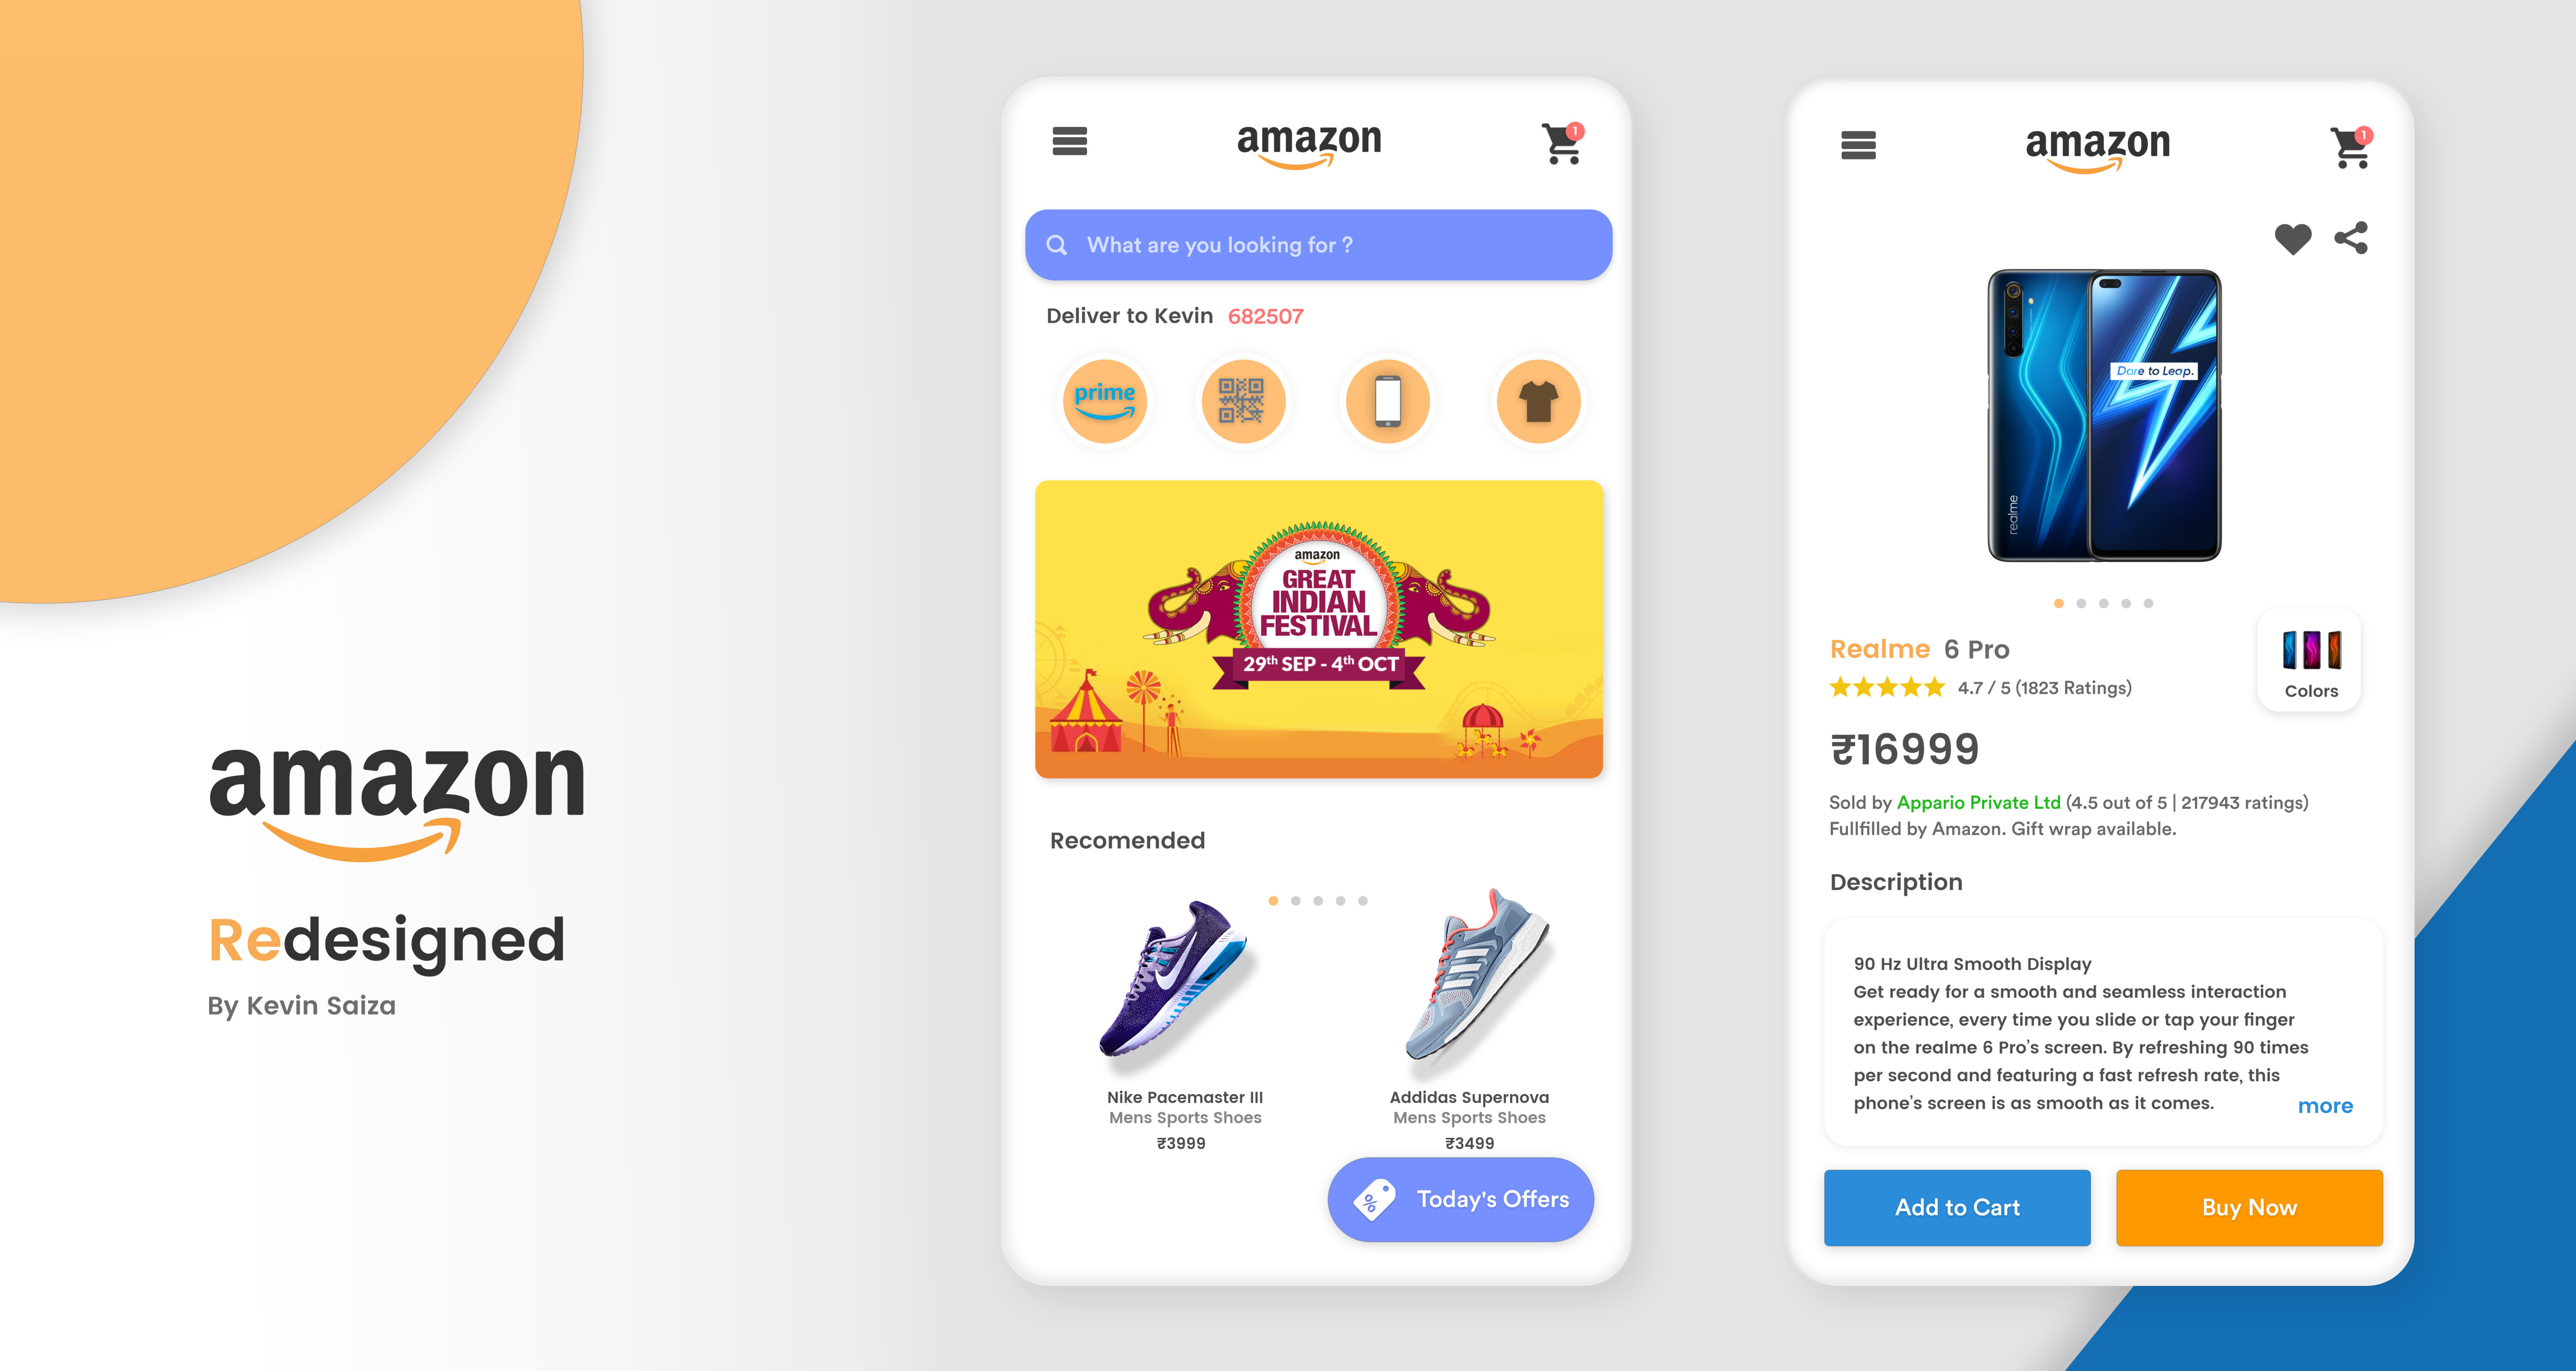 amazon
Redesigned
By Kevin Saiza
amazon
1
What are you looking for ?
Deliver to Kevin 682507
prime
amazon
GREAT
INDIAN
FESTIVAL
29th SEP - 4th OCT
Recomended
Nike Pacemaster III
Mens Sports Shoes
₹3999
Addidas Supernova
Mens Sports Shoes
₹3499
%
Today's Offers
amazon
1
realme
Dare to Leap.
Realme 6 Pro
4.7 / 5 (1823 Ratings)
Colors
₹16999
Sold by Appario Private Ltd (4.5 out of 5 | 217943 ratings)
Fullfilled by Amazon. Gift wrap available.
Description
90 Hz Ultra Smooth Display
Get ready for a smooth and seamless interaction
experience, every time you slide or tap your finger
on the realme 6 Pro's screen. By refreshing 90 times
per second and featuring a fast refresh rate, this
phone's screen is as smooth as it comes.
more
Add to Cart
Buy Now